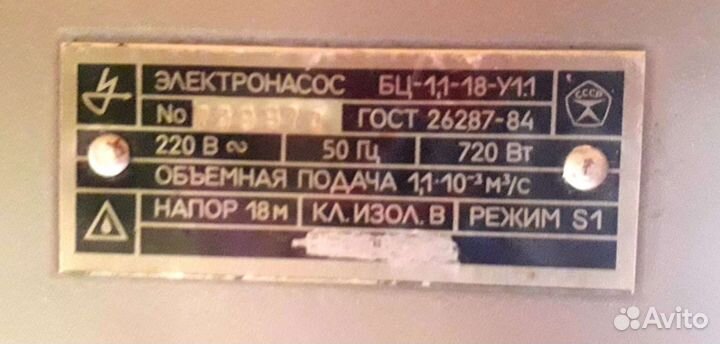 ЭЛЕКТРОНАСОС БЦ-1,1-18-У1.1
СССР
No ГОСТ 26287-84
220 В ∾ 50 Гц 720 Вт
ОБЪЕМНАЯ ПОДАЧА 1,1·10⁻³ м³/с
НАПОР 18 м КЛ. ИЗОЛ. В РЕЖИМ S1
Avito